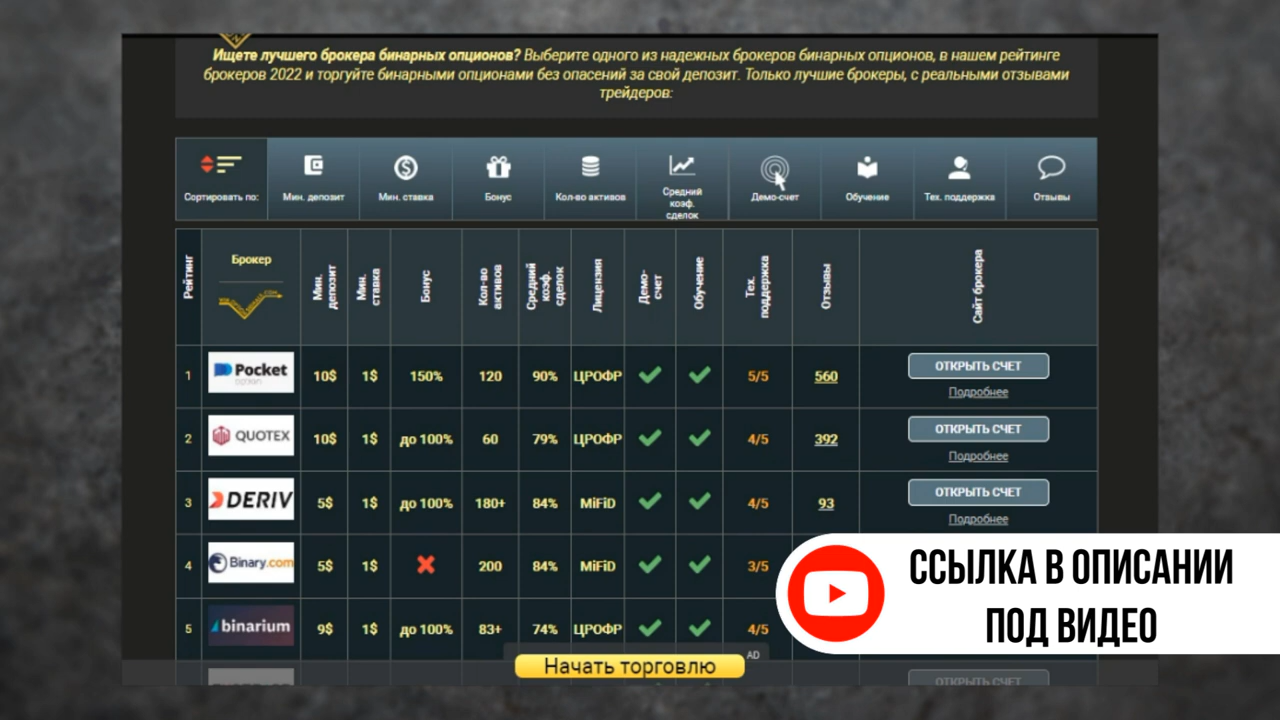 Ищете лучшего брокера бинарных опционов? Выберите одного из надежных брокеров бинарных опционов, в нашем рейтинге
брокеров 2022 и торгуйте бинарными опционами без опасений за свой депозит. Только лучшие брокеры, с реальными отзывами
трейдеров:
Сортировать по:
Мин. депозит
Мин. ставка
Бонус
Кол-во активов
Средний
коэф.
сделок
Демо-счет
Обучение
Тех. поддержка
Отзывы
Рейтинг
Брокер
Мин.
депозит
Мин.
ставка
Бонус
Кол-во
активов
Средний
коэф.
сделок
Лицензия
Демо-
счет
Обучение
Тех.
поддержка
Отзывы
Сайт брокера
1 Pocket option 10$ 1$ 150% 120 90% ЦРОФР 5/5 560 ОТКРЫТЬ СЧЕТ
Подробнее
2 QUOTEX 10$ 1$ до 100% 60 79% ЦРОФР 4/5 392 ОТКРЫТЬ СЧЕТ
Подробнее
3 DERIV 5$ 1$ до 100% 180+ 84% MiFiD 4/5 93 ОТКРЫТЬ СЧЕТ
Подробнее
4 Binary.com 5$ 1$ 200 84% MiFiD 3/5
5 binarium 9$ 1$ до 100% 83+ 74% ЦРОФР 4/5
ССЫЛКА В ОПИСАНИИ
ПОД ВИДЕО
AD
Начать торговлю
ОТКРЫТЬ СЧЕТ